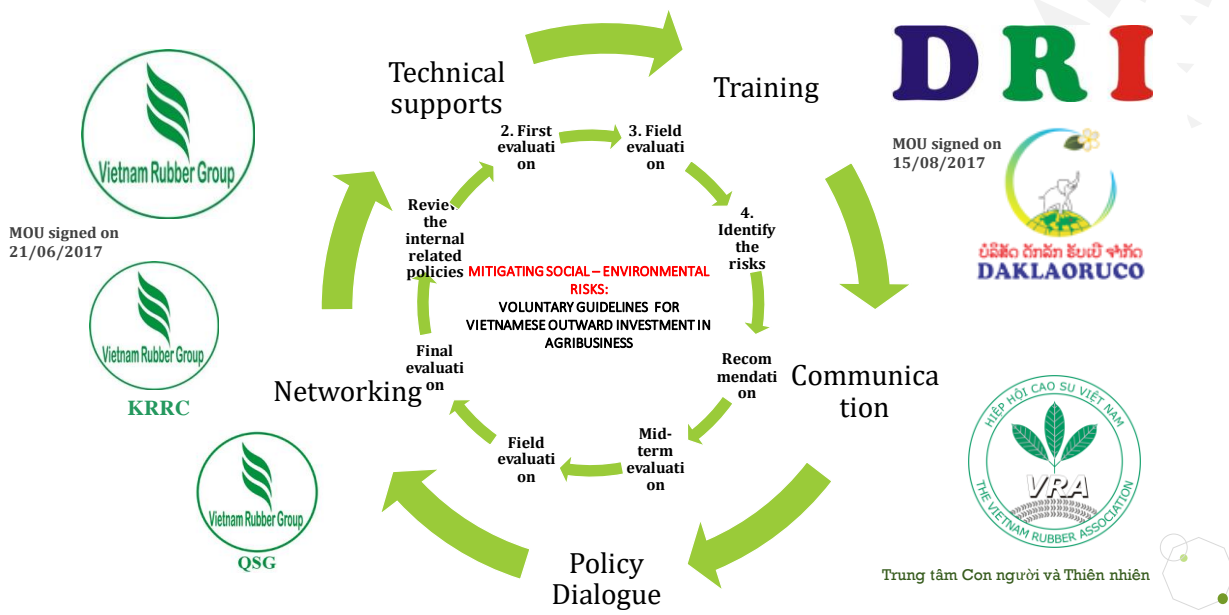 Technical
supports
Training
Communica
tion
Policy
Dialogue
Networking
2. First
evaluati
on
3. Field
evaluati
on
4.
Identify
the
risks
Recom
mendati
on
Mid-
term
evaluati
on
Field
evaluati
on
Final
evaluati
on
Review
the
internal
related
policies
MITIGATING SOCIAL – ENVIRONMENTAL
RISKS:
VOLUNTARY GUIDELINES FOR
VIETNAMESE OUTWARD INVESTMENT IN
AGRIBUSINESS
Vietnam Rubber Group
MOU signed on
21/06/2017
Vietnam Rubber Group
KRRC
Vietnam Rubber Group
QSG
DRI
MOU signed on
15/08/2017
ບໍລິສັດ ດັກລັກ ຣັບເບີ ຈຳກັດ
DAKLAORUCO
HIỆP HỘI CAO SU VIỆT NAM
VRA
THE VIETNAM RUBBER ASSOCIATION
Trung tâm Con người và Thiên nhiên